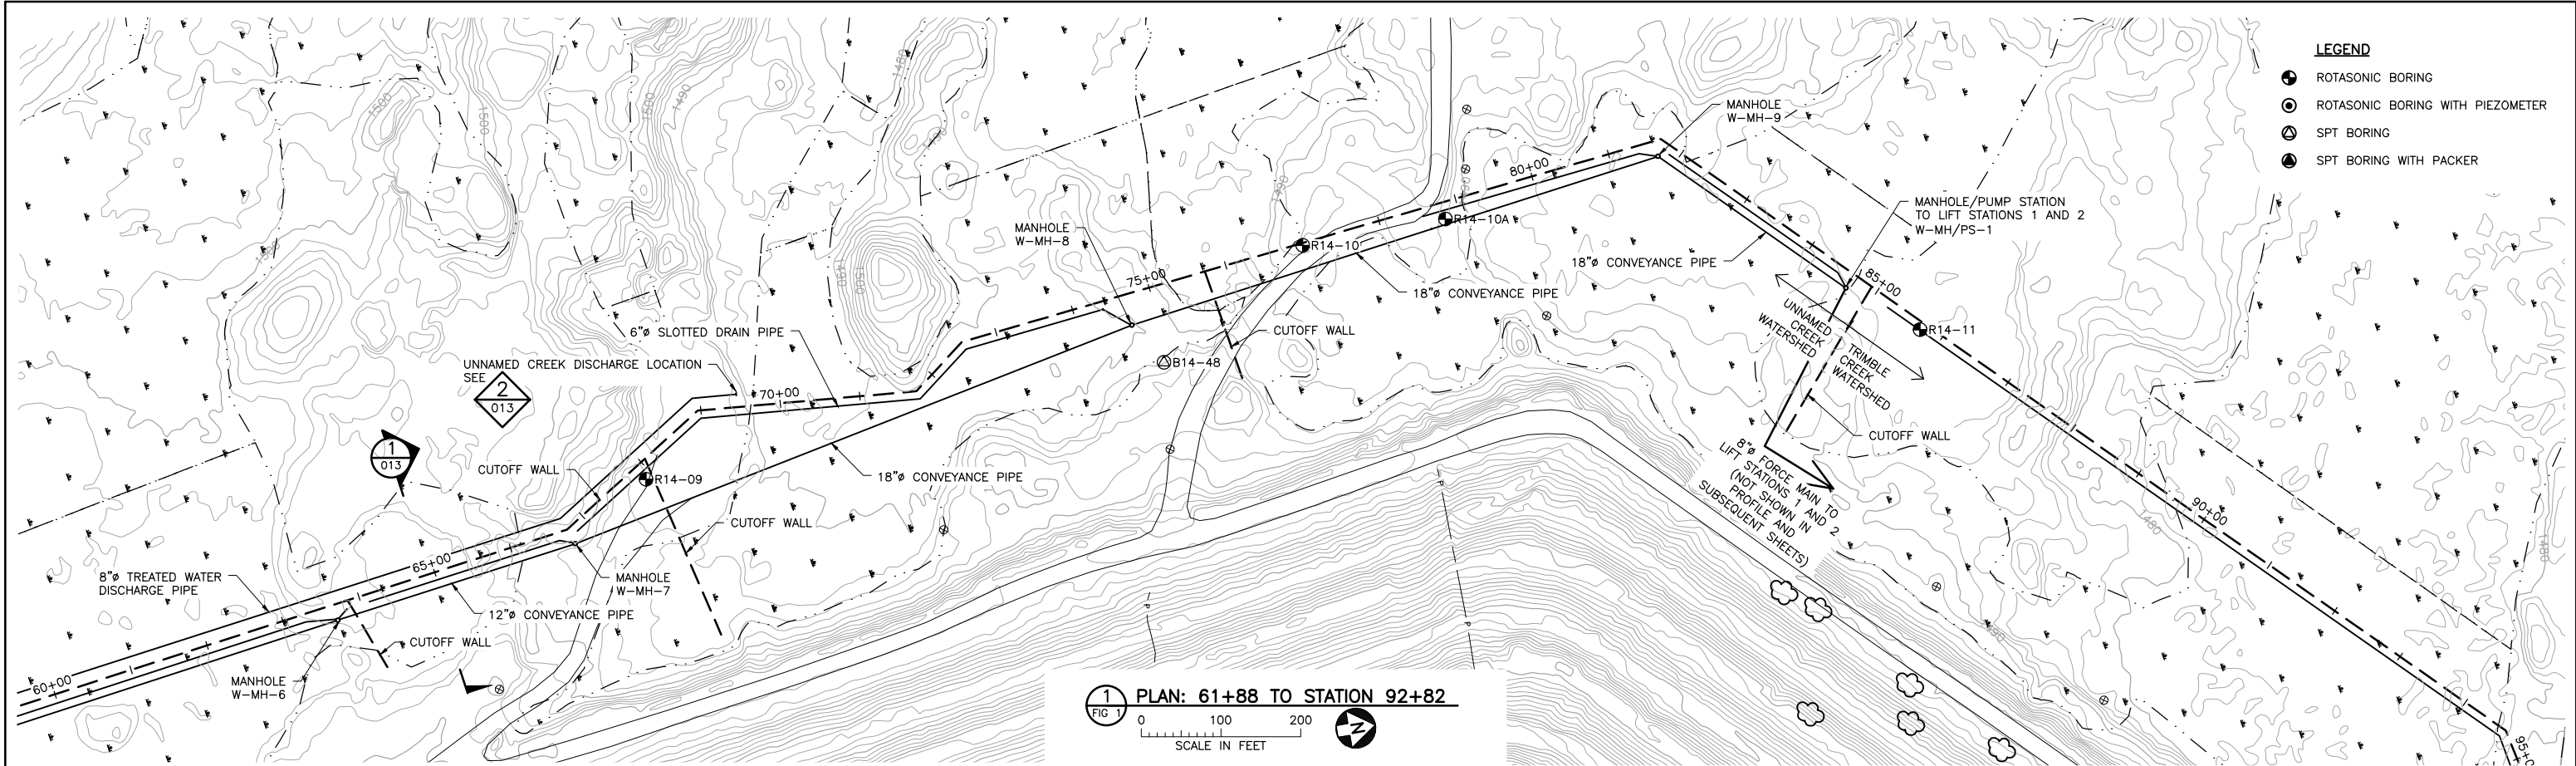 LEGEND
ROTASONIC BORING
ROTASONIC BORING WITH PIEZOMETER
SPT BORING
SPT BORING WITH PACKER
1500
1500
1500
1490
1480
MANHOLE
W-MH-9
80+00
MANHOLE/PUMP STATION
TO LIFT STATIONS 1 AND 2
W-MH/PS-1
1490
R14-10A
R14-10
MANHOLE
W-MH-8
75+00
1490
1500
18"ø CONVEYANCE PIPE
18"ø CONVEYANCE PIPE
85+00
UNNAMED
CREEK
WATERSHED
TRIMBLE
CREEK
WATERSHED
R14-11
6"ø SLOTTED DRAIN PIPE
CUTOFF WALL
B14-48
UNNAMED CREEK DISCHARGE LOCATION
SEE
2
013
70+00
CUTOFF WALL
8"ø FORCE MAIN TO
LIFT STATIONS 1 AND 2
(NOT SHOWN IN
PROFILE AND
SUBSEQUENT SHEETS)
1
013
CUTOFF WALL
R14-09
18"ø CONVEYANCE PIPE
CUTOFF WALL
90+00
1480
1480
65+00
8"ø TREATED WATER
DISCHARGE PIPE
MANHOLE
W-MH-7
12"ø CONVEYANCE PIPE
CUTOFF WALL
1490
60+00
MANHOLE
W-MH-6
1
FIG 1
PLAN: 61+88 TO STATION 92+82
0 100 200
SCALE IN FEET
N